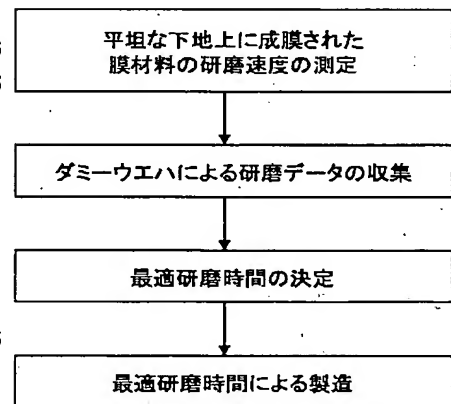 平坦な下地上に成膜された
膜材料の研磨速度の測定
ダミーウエハによる研磨データの収集
最適研磨時間の決定
最適研磨時間による製造